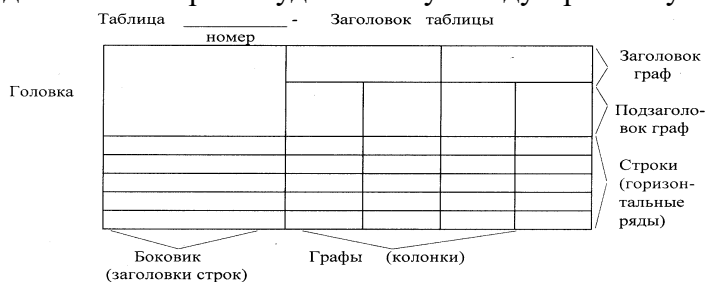 Таблица ____________ - Заголовок таблицы
номер
Заголовок
граф
Головка
Подзаголо-
вок граф
Строки
(горизон-
тальные
ряды)
Боковик
(заголовки строк)
Графы (колонки)